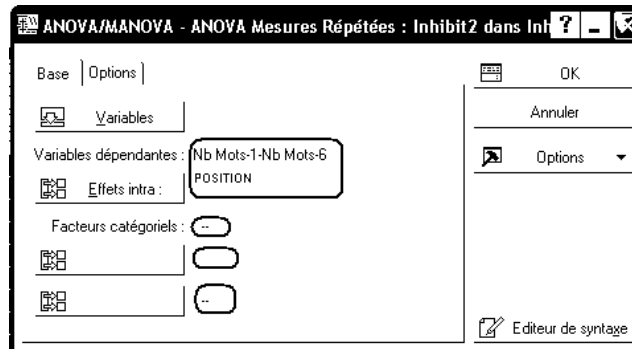 ANOVA/MANOVA - ANOVA Mesures Répétées : Inhibit2 dans Inh
Base Options
OK
Variables
Annuler
Variables dépendantes : Nb Mots-1-Nb Mots-6
Options
Effets intra : POSITION
Facteurs catégoriels : --
--
Editeur de syntaxe